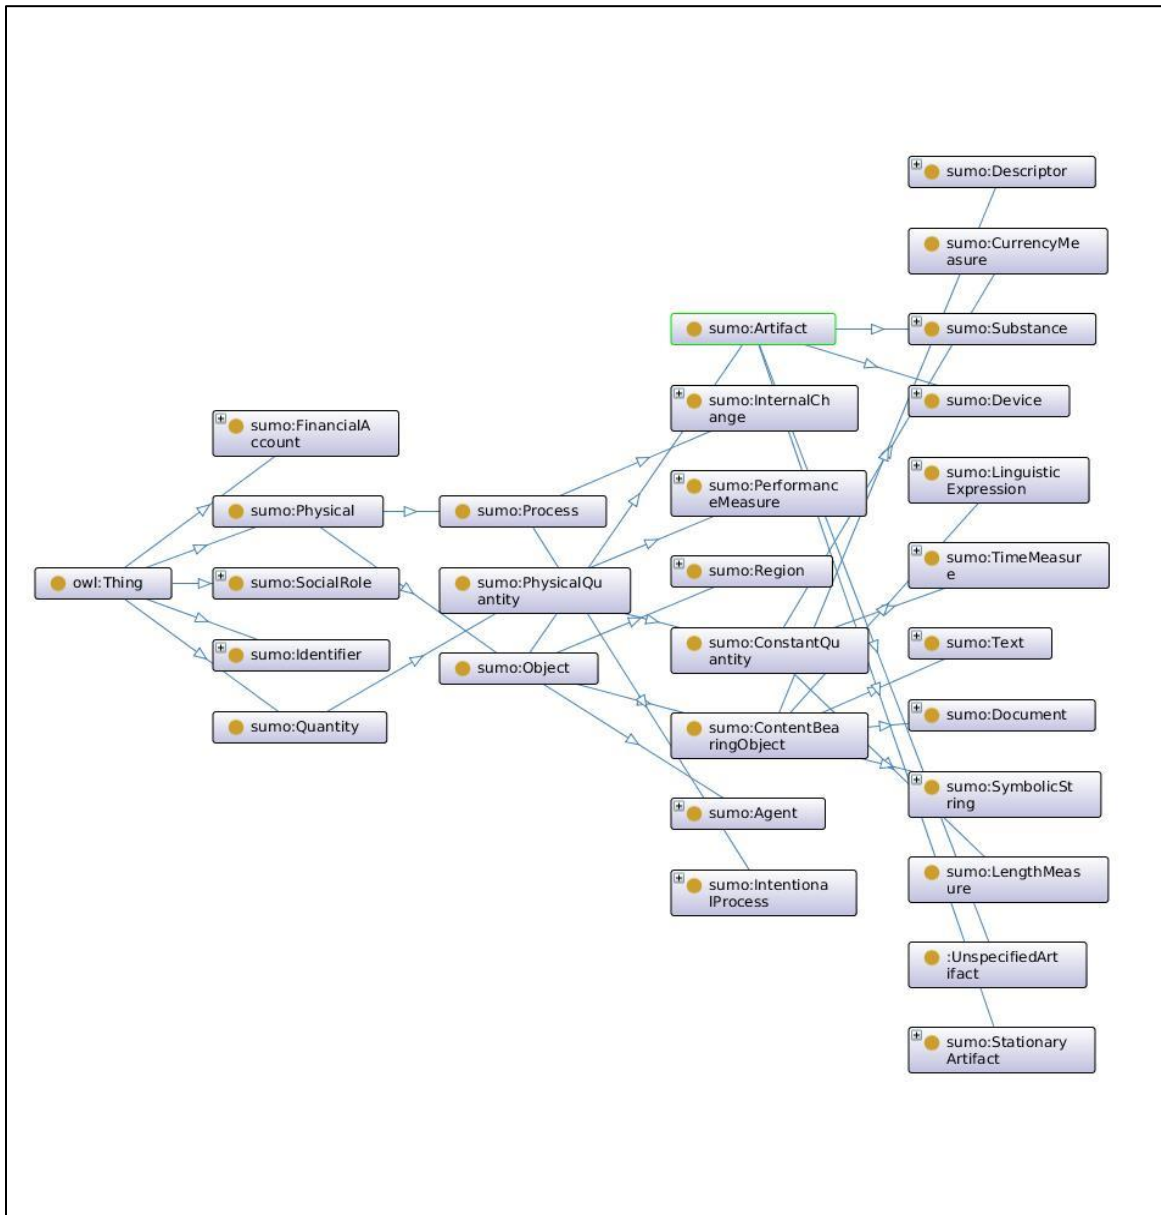 owl:Thing
sumo:FinancialA
ccount
sumo:Physical
sumo:SocialRole
sumo:Identifier
sumo:Quantity
sumo:Process
sumo:PhysicalQu
antity
sumo:Object
sumo:Artifact
sumo:InternalCh
ange
sumo:Performanc
eMeasure
sumo:Region
sumo:ConstantQu
antity
sumo:ContentBea
ringObject
sumo:Agent
sumo:Intentiona
lProcess
sumo:Descriptor
sumo:CurrencyMe
asure
sumo:Substance
sumo:Device
sumo:Linguistic
Expression
sumo:TimeMeasur
e
sumo:Text
sumo:Document
sumo:SymbolicSt
ring
sumo:LengthMeas
ure
:UnspecifiedArt
ifact
sumo:Stationary
Artifact